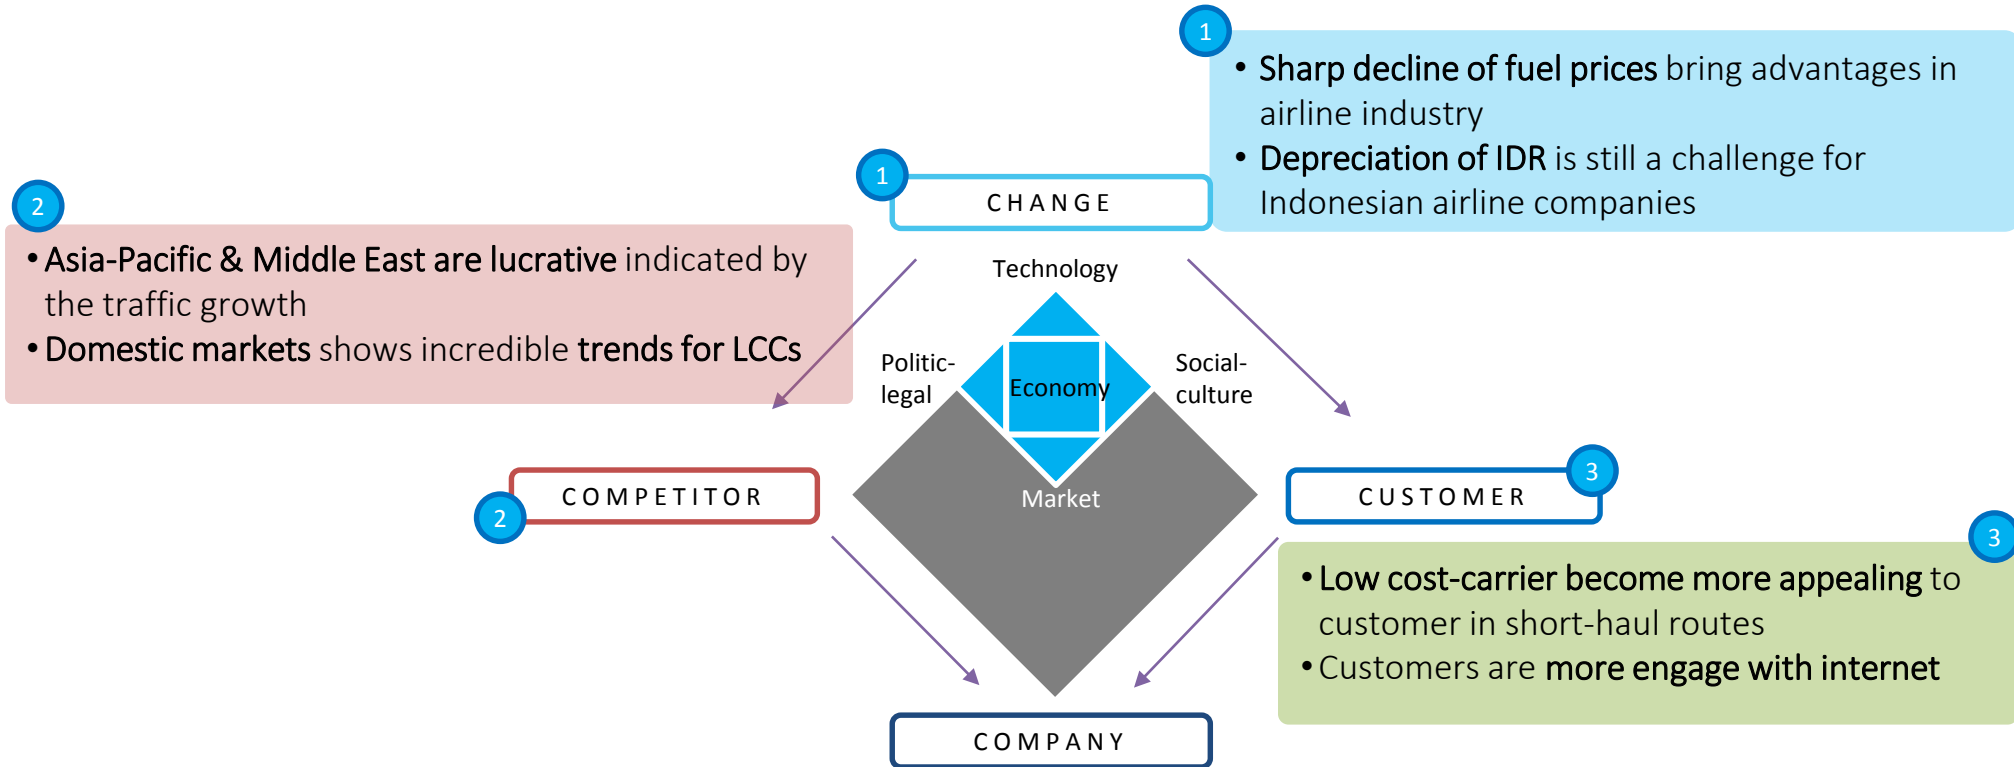 1
• Sharp decline of fuel prices bring advantages in
airline industry
• Depreciation of IDR is still a challenge for
Indonesian airline companies
1
CHANGE
2
• Asia-Pacific & Middle East are lucrative indicated by
the traffic growth
• Domestic markets shows incredible trends for LCCs
Technology
Politic-
legal
Economy
Social-
culture
Market
COMPETITOR
2
CUSTOMER
3
3
• Low cost-carrier become more appealing to
customer in short-haul routes
• Customers are more engage with internet
COMPANY